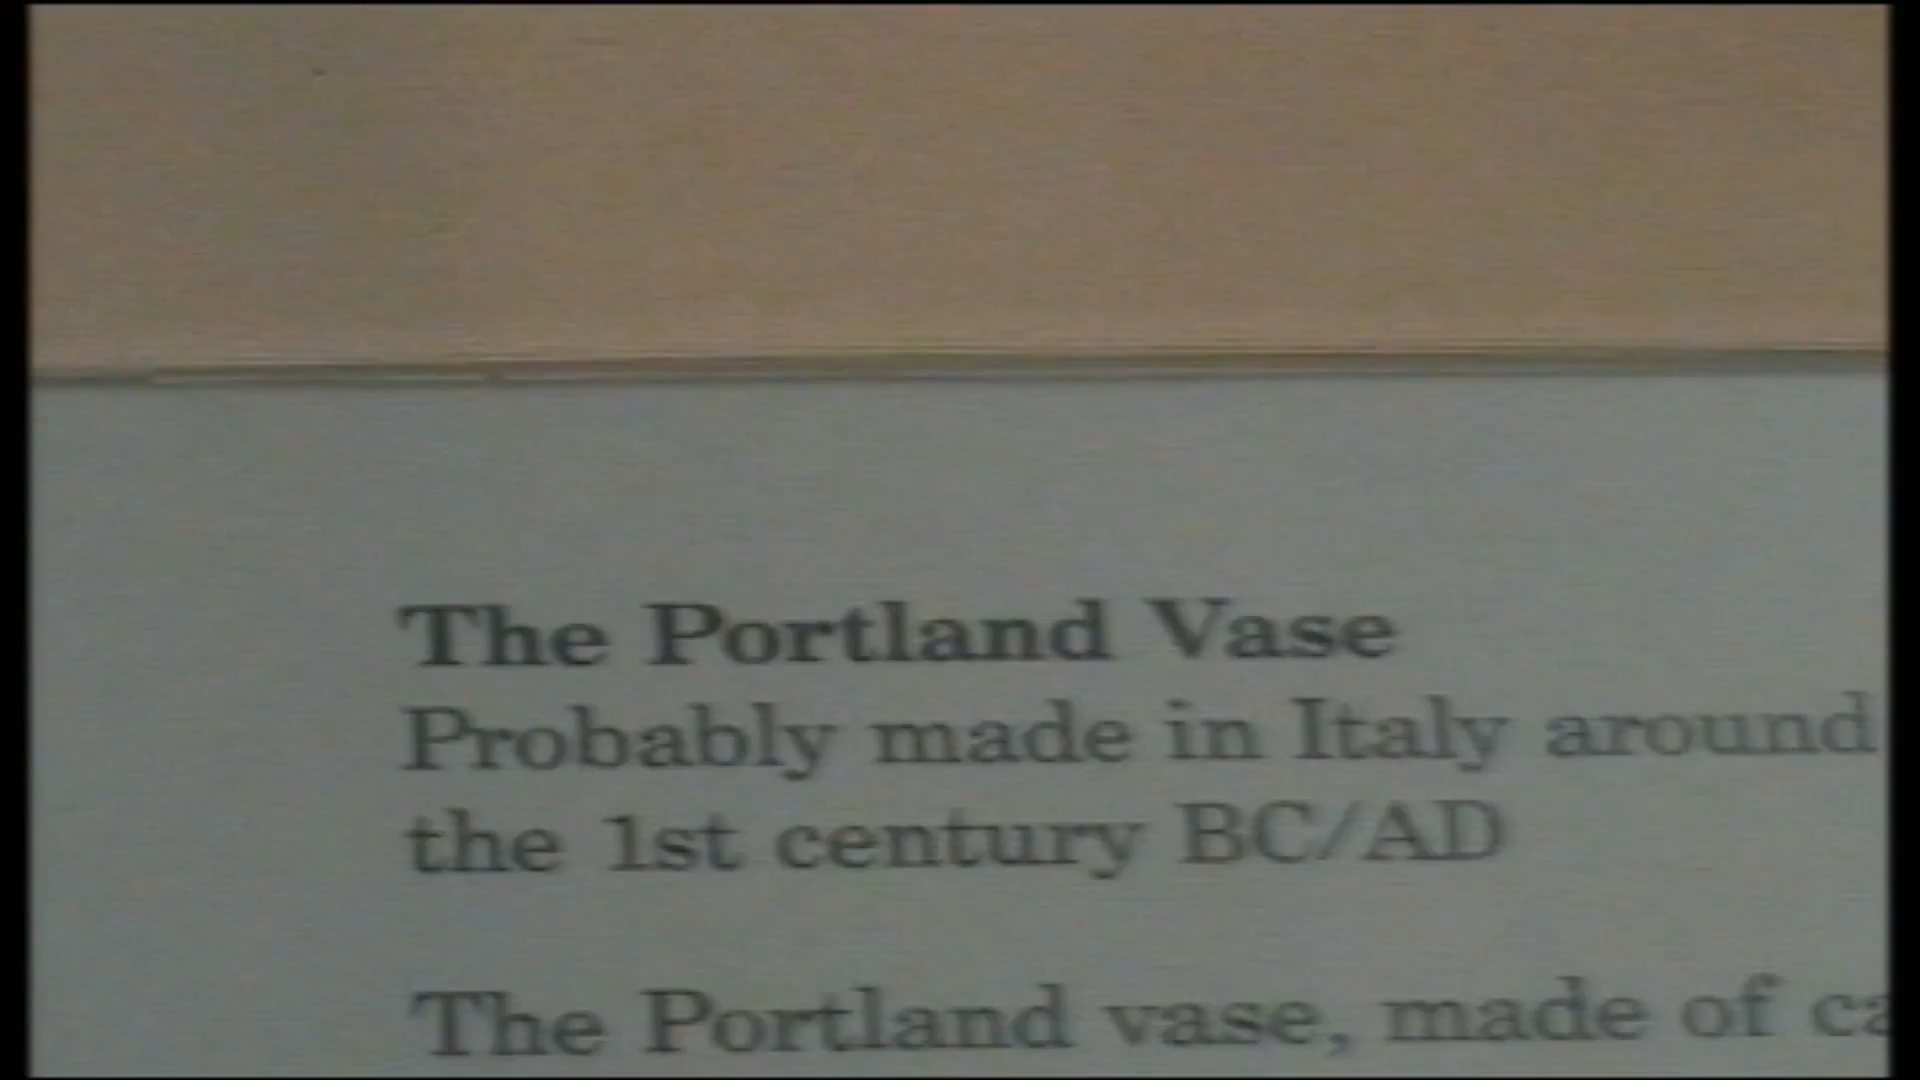 The Portland Vase
Probably made in Italy around
the 1st century BC/AD
The Portland vase, made of